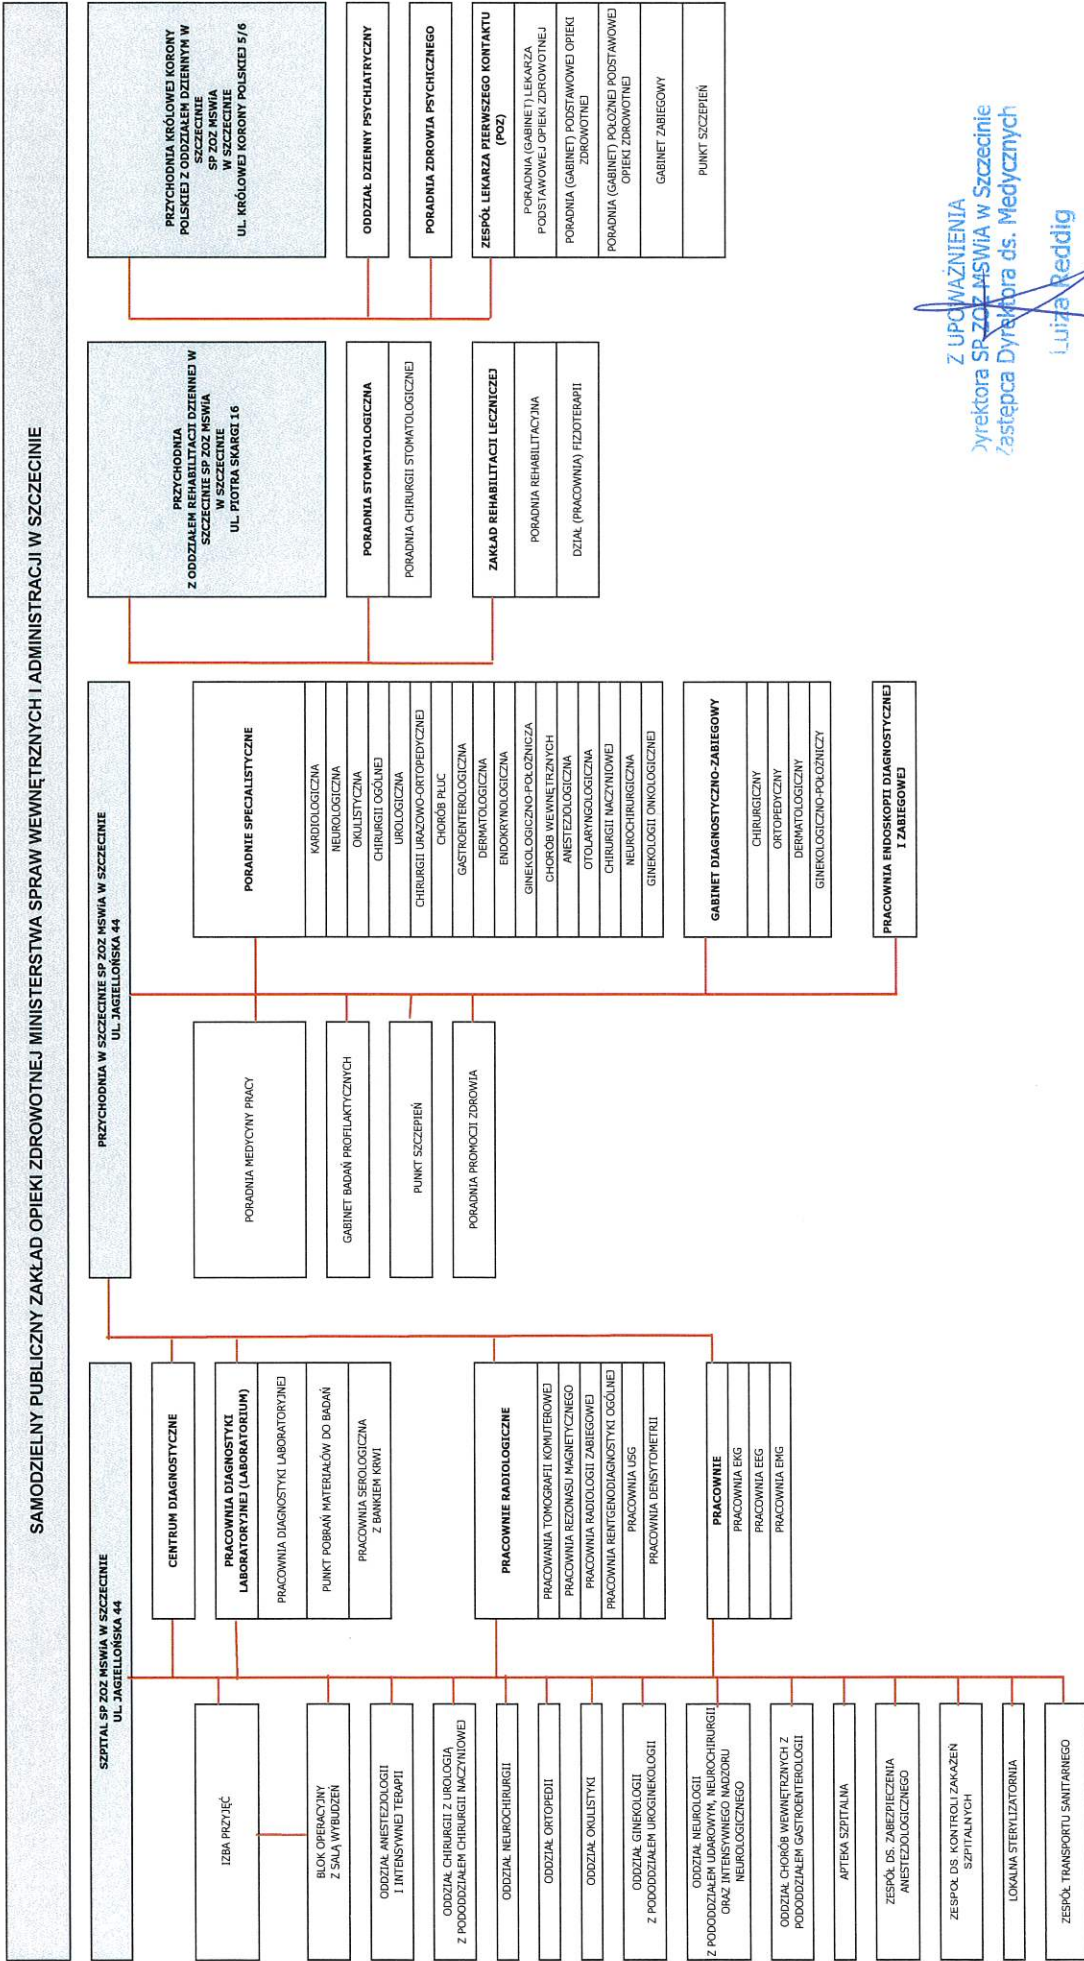 SAMODZIELNY PUBLICZNY ZAKŁAD OPIEKI ZDROWOTNEJ MINISTERSTWA SPRAW WEWNĘTRZNYCH I ADMINISTRACJI W SZCZECINIE
SZPITAL SP ZOZ MSWiA W SZCZECINIE
UL. JAGIELLOŃSKA 44
IZBA PRZYJĘĆ
BLOK OPERACYJNY
Z SALĄ WYBUDZEŃ
ODDZIAŁ ANESTEZJOLOGII
I INTENSYWNEJ TERAPII
ODDZIAŁ CHIRURGII Z UROLOGIĄ
Z PODODDZIAŁEM CHIRURGII NACZYNIOWEJ
ODDZIAŁ NEUROCHIRURGII
ODDZIAŁ ORTOPEDII
ODDZIAŁ OKULISTYKI
ODDZIAŁ GINEKOLOGII
Z PODODDZIAŁEM UROGINEKOLOGII
ODDZIAŁ NEUROLOGII
Z PODODDZIAŁEM UDAROWYM, NEUROCHIRURGII
ORAZ INTENSYWNEGO NADZORU
NEUROLOGICZNEGO
ODDZIAŁ CHORÓB WEWNĘTRZNYCH Z
PODODDZIAŁEM GASTROENTEROLOGII
APTEKA SZPITALNA
ZESPÓŁ DS. ZABEZPIECZENIA
ANESTEZJOLOGICZNEGO
ZESPÓŁ DS. KONTROLI ZAKAŻEŃ
SZPITALNYCH
LOKALNA STERYLIZATORNIA
ZESPÓŁ TRANSPORTU SANITARNEGO
CENTRUM DIAGNOSTYCZNE
PRACOWNIA DIAGNOSTYKI
LABORATORYJNEJ (LABORATORIUM)
PRACOWNIA DIAGNOSTYKI LABORATORYJNEJ
PUNKT POBRAŃ MATERIAŁÓW DO BADAŃ
PRACOWNIA SEROLOGICZNA
Z BANKIEM KRWI
PRACOWNIE RADIOLOGICZNE
PRACOWANIA TOMOGRAFII KOMUTEROWEJ
PRACOWNIA REZONASU MAGNETYCZNEGO
PRACOWNIA RADIOLOGII ZABIEGOWEJ
PRACOWNIA RENTGENODIAGNOSTYKI OGÓLNEJ
PRACOWNIA USG
PRACOWNIA DENSYTOMETRII
PRACOWNIE
PRACOWNIA EKG
PRACOWNIA EEG
PRACOWNIA EMG
PRZYCHODNIA W SZCZECINIE SP ZOZ MSWiA W SZCZECINIE
UL. JAGIELLOŃSKA 44
PORADNIA MEDYCYNY PRACY
GABINET BADAŃ PROFILAKTYCZNYCH
PUNKT SZCZEPIEŃ
PORADNIA PROMOCJI ZDROWIA
PORADNIE SPECJALISTYCZNE
KARDIOLOGICZNA
NEUROLOGICZNA
OKULISTYCZNA
CHIRURGII OGÓLNEJ
UROLOGICZNA
CHIRURGII URAZOWO-ORTOPEDYCZNEJ
CHORÓB PŁUC
GASTROENTEROLOGICZNA
DERMATOLOGICZNA
ENDOKRYNOLOGICZNA
GINEKOLOGICZNO-POŁOŻNICZA
CHORÓB WEWNĘTRZNYCH
ANESTEZJOLOGICZNA
OTOLARYNGOLOGICZNA
CHIRURGII NACZYNIOWEJ
NEUROCHIRURGICZNA
GINEKOLOGII ONKOLOGICZNEJ
GABINET DIAGNOSTYCZNO-ZABIEGOWY
CHIRURGICZNY
ORTOPEDYCZNY
DERMATOLOGICZNY
GINEKOLOGICZNO-POŁOŻNICZY
PRACOWNIA ENDOSKOPII DIAGNOSTYCZNEJ
I ZABIEGOWEJ
PRZYCHODNIA
Z ODDZIAŁEM REHABILITACJI DZIENNEJ W
SZCZECINIE SP ZOZ MSWiA
W SZCZECINIE
UL. PIOTRA SKARGI 16
PORADNIA STOMATOLOGICZNA
PORADNIA CHIRURGII STOMATOLOGICZNEJ
ZAKŁAD REHABILITACJI LECZNICZEJ
PORADNIA REHABILITACYJNA
DZIAŁ (PRACOWNIA) FIZJOTERAPII
PRZYCHODNIA KRÓLOWEJ KORONY
POLSKIEJ Z ODDZIAŁEM DZIENNYM W
SZCZECINIE
SP ZOZ MSWiA
W SZCZECINIE
UL. KRÓLOWEJ KORONY POLSKIEJ 5/6
ODDZIAŁ DZIENNY PSYCHIATRYCZNY
PORADNIA ZDROWIA PSYCHICZNEGO
ZESPÓŁ LEKARZA PIERWSZEGO KONTAKTU
(POZ)
PORADNIA (GABINET) LEKARZA
PODSTAWOWEJ OPIEKI ZDROWOTNEJ
PORADNIA (GABINET) PODSTAWOWEJ OPIEKI
ZDROWOTNEJ
PORADNIA (GABINET) POŁOŻNEJ PODSTAWOWEJ
OPIEKI ZDROWOTNEJ
GABINET ZABIEGOWY
PUNKT SZCZEPIEŃ
Z UPOWAŻNIENIA
Dyrektora SP ZOZ MSWiA w Szczecinie
Zastępca Dyrektora ds. Medycznych
Luiza Reddig